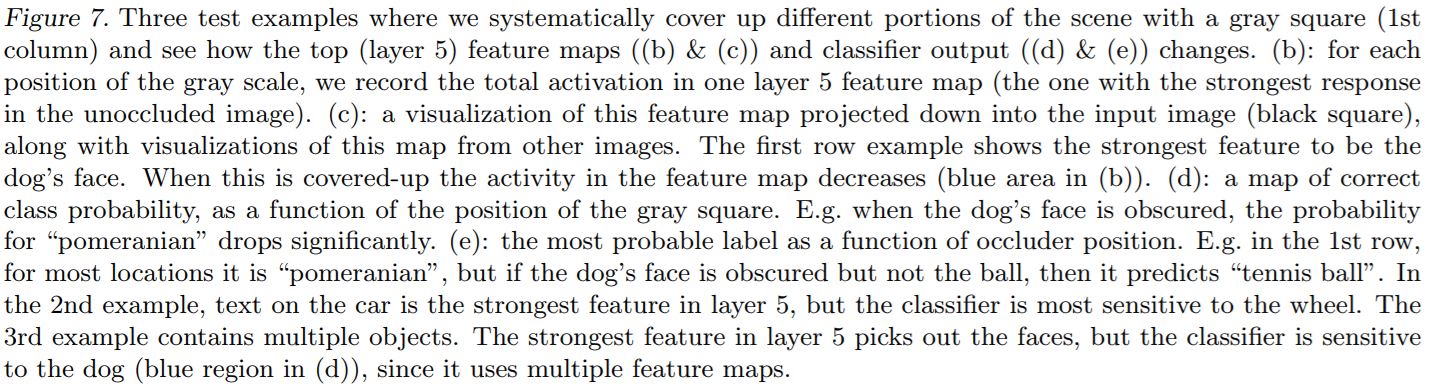 Figure 7. Three test examples where we systematically cover up different portions of the scene with a gray square (1st
column) and see how the top (layer 5) feature maps ((b) & (c)) and classifier output ((d) & (e)) changes. (b): for each
position of the gray scale, we record the total activation in one layer 5 feature map (the one with the strongest response
in the unoccluded image). (c): a visualization of this feature map projected down into the input image (black square),
along with visualizations of this map from other images. The first row example shows the strongest feature to be the
dog's face. When this is covered-up the activity in the feature map decreases (blue area in (b)). (d): a map of correct
class probability, as a function of the position of the gray square. E.g. when the dog's face is obscured, the probability
for “pomeranian” drops significantly. (e): the most probable label as a function of occluder position. E.g. in the 1st row,
for most locations it is “pomeranian”, but if the dog's face is obscured but not the ball, then it predicts “tennis ball”. In
the 2nd example, text on the car is the strongest feature in layer 5, but the classifier is most sensitive to the wheel. The
3rd example contains multiple objects. The strongest feature in layer 5 picks out the faces, but the classifier is sensitive
to the dog (blue region in (d)), since it uses multiple feature maps.